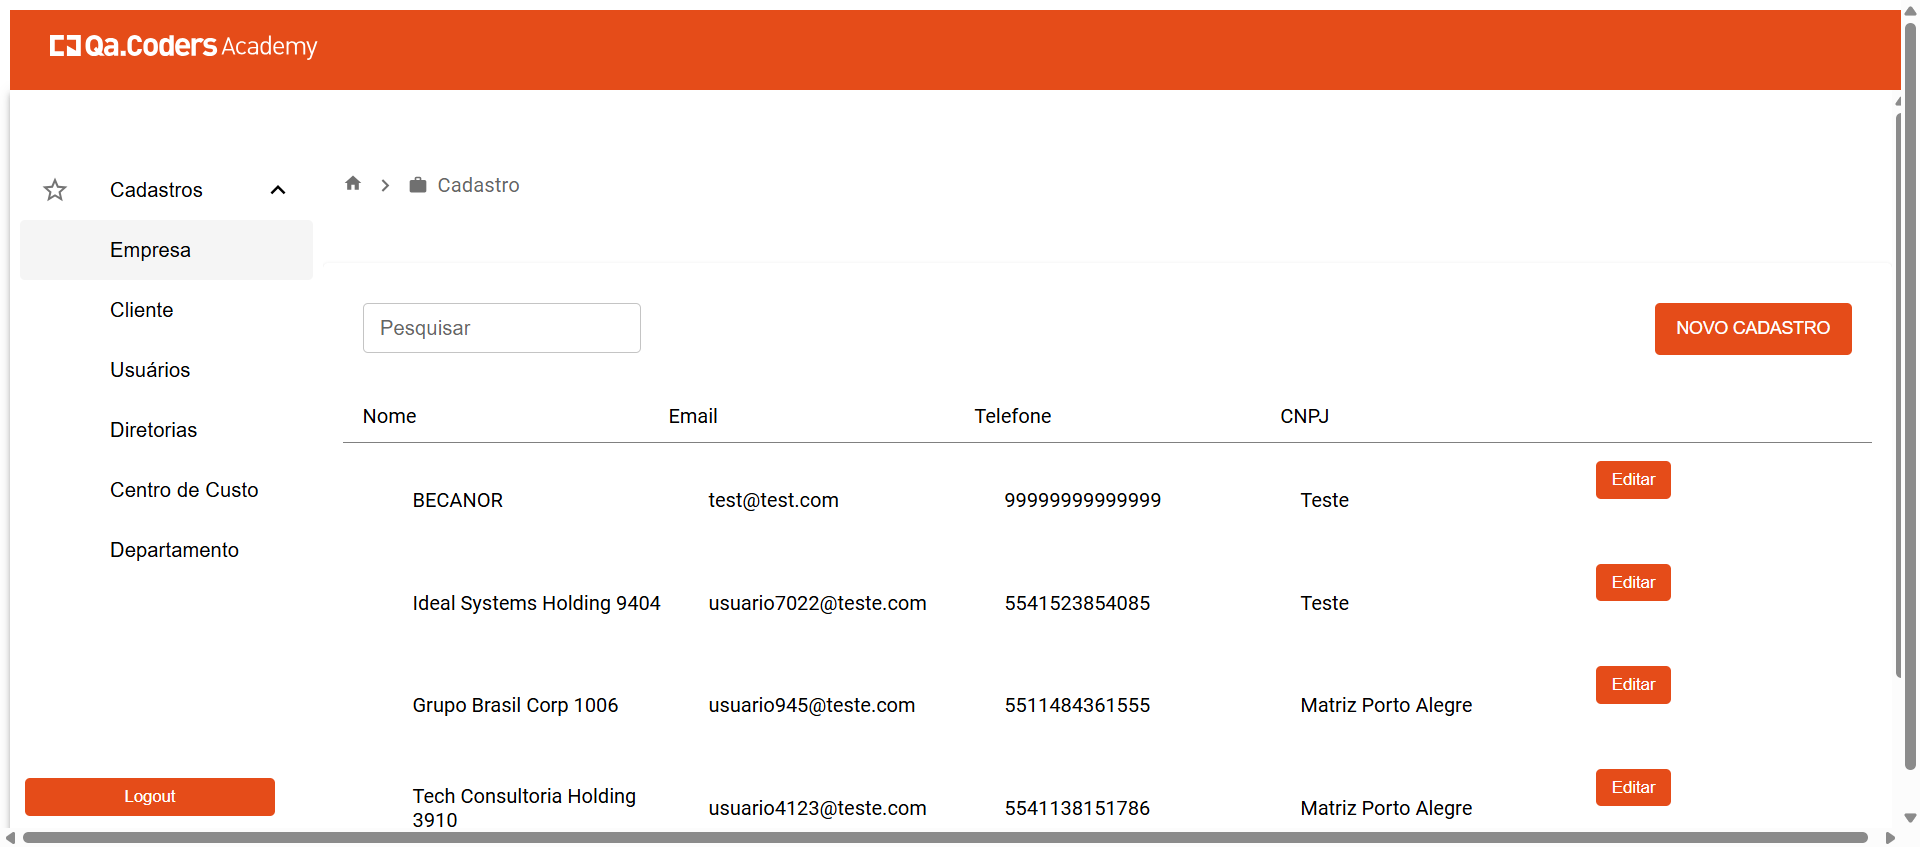 Qa.Coders Academy
Cadastros
Empresa
Cliente
Usuários
Diretorias
Centro de Custo
Departamento
Logout
Cadastro
Pesquisar
NOVO CADASTRO
Nome Email Telefone CNPJ
BECANOR test@test.com 99999999999999 Teste Editar
Ideal Systems Holding 9404 usuario7022@teste.com 5541523854085 Teste Editar
Grupo Brasil Corp 1006 usuario945@teste.com 5511484361555 Matriz Porto Alegre Editar
Tech Consultoria Holding
3910 usuario4123@teste.com 5541138151786 Matriz Porto Alegre Editar